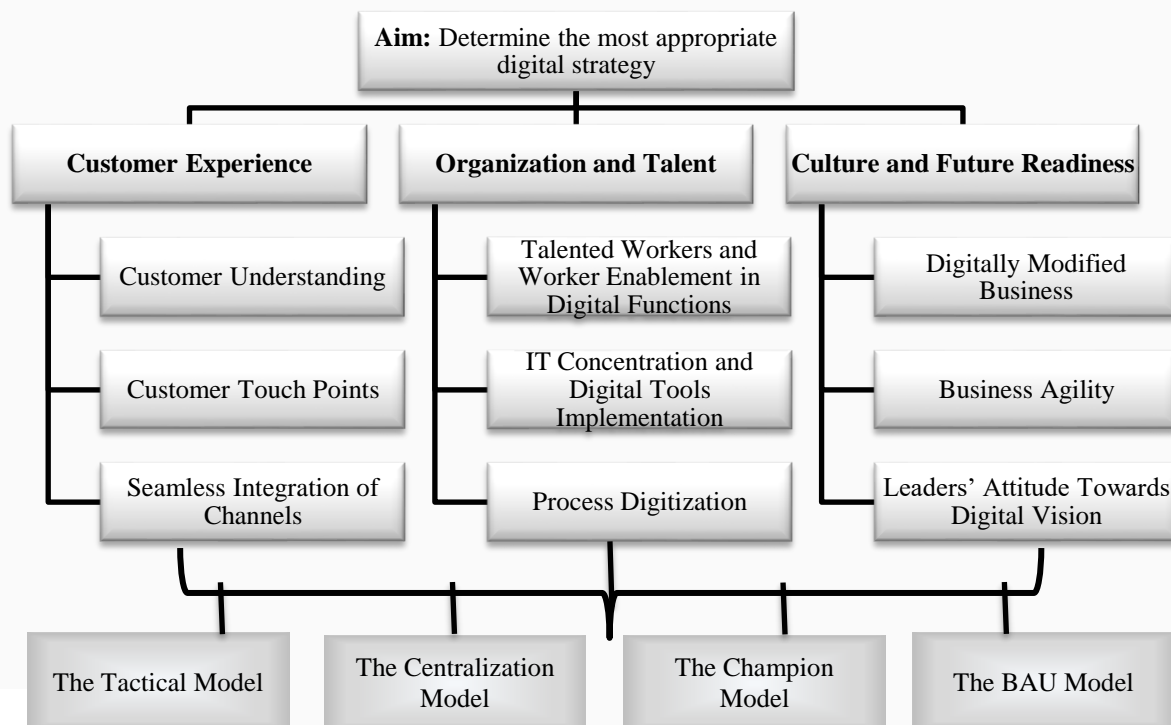 Aim: Determine the most appropriate
digital strategy
Customer Experience
Organization and Talent
Culture and Future Readiness
Customer Understanding
Talented Workers and
Worker Enablement in
Digital Functions
Digitally Modified
Business
Customer Touch Points
IT Concentration and
Digital Tools
Implementation
Business Agility
Seamless Integration of
Channels
Process Digitization
Leaders’ Attitude Towards
Digital Vision
The Tactical Model
The Centralization
Model
The Champion
Model
The BAU Model